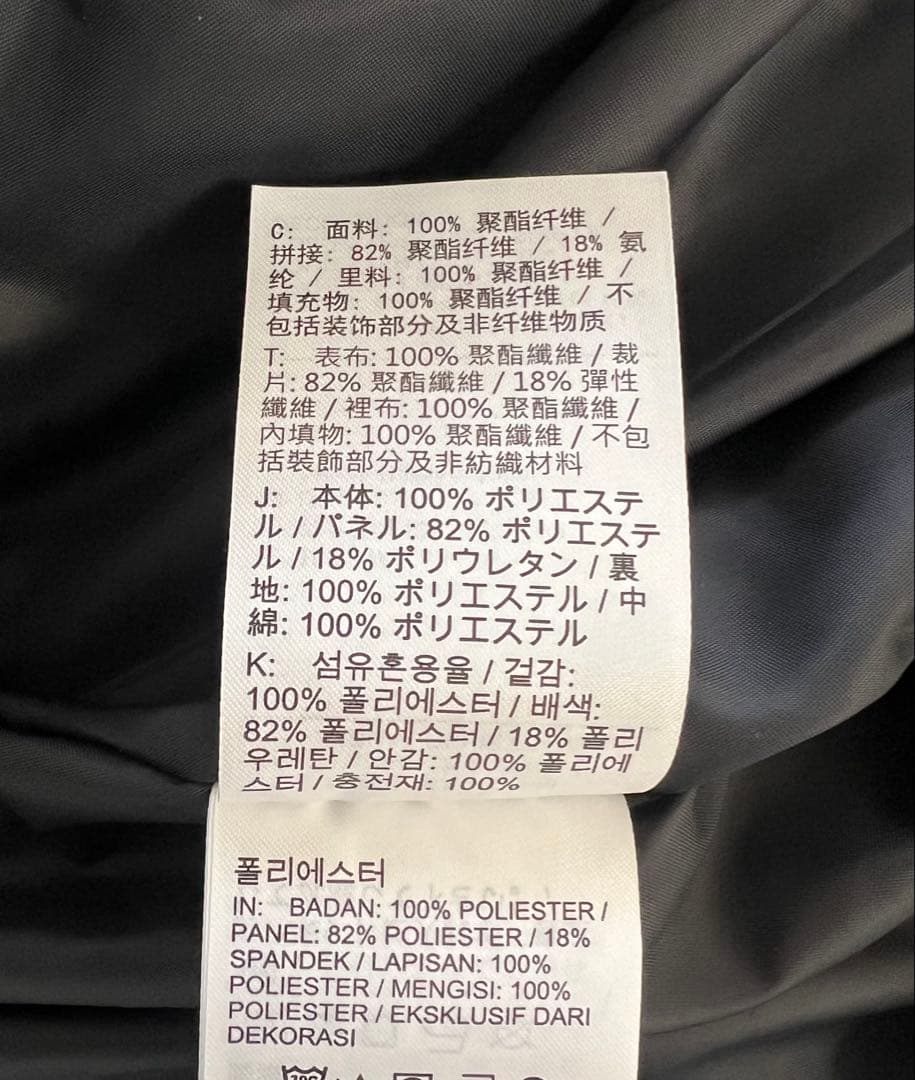 C: 面料: 100% 聚酯纤维 /
拼接: 82% 聚酯纤维 / 18% 氨
纶 / 里料: 100% 聚酯纤维 /
填充物: 100% 聚酯纤维 / 不
包括装饰部分及非纤维物质
T: 表布: 100% 聚酯纖維 / 裁
片: 82% 聚酯纖維 / 18% 彈性
纖維 / 裡布: 100% 聚酯纖維 /
內填物: 100% 聚酯纖維 / 不包
括裝飾部分及非紡織材料
J: 本体: 100% ポリエステ
ル / パネル: 82% ポリエステ
ル / 18% ポリウレタン / 裏
地: 100% ポリエステル / 中
綿: 100% ポリエステル
K: 섬유혼용율 / 겉감:
100% 폴리에스터 / 배색:
82% 폴리에스터 / 18% 폴리
우레탄 / 안감: 100% 폴리에
스터 / 충전재: 100%
폴리에스터
IN: BADAN: 100% POLIESTER /
PANEL: 82% POLIESTER / 18%
SPANDEK / LAPISAN: 100%
POLIESTER / MENGISI: 100%
POLIESTER / EKSKLUSIF DARI
DEKORASI